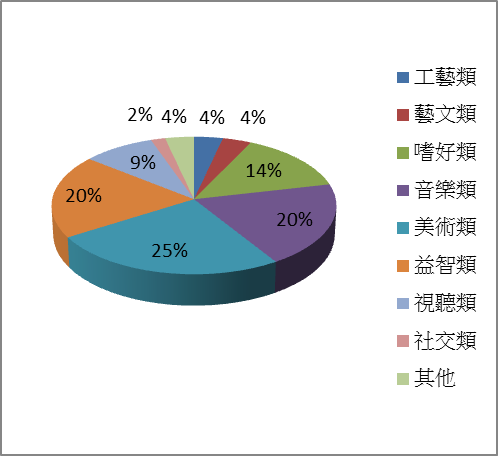 2%
4%
4%
4%
9%
14%
20%
20%
25%
工藝類
藝文類
嗜好類
音樂類
美術類
益智類
視聽類
社交類
其他